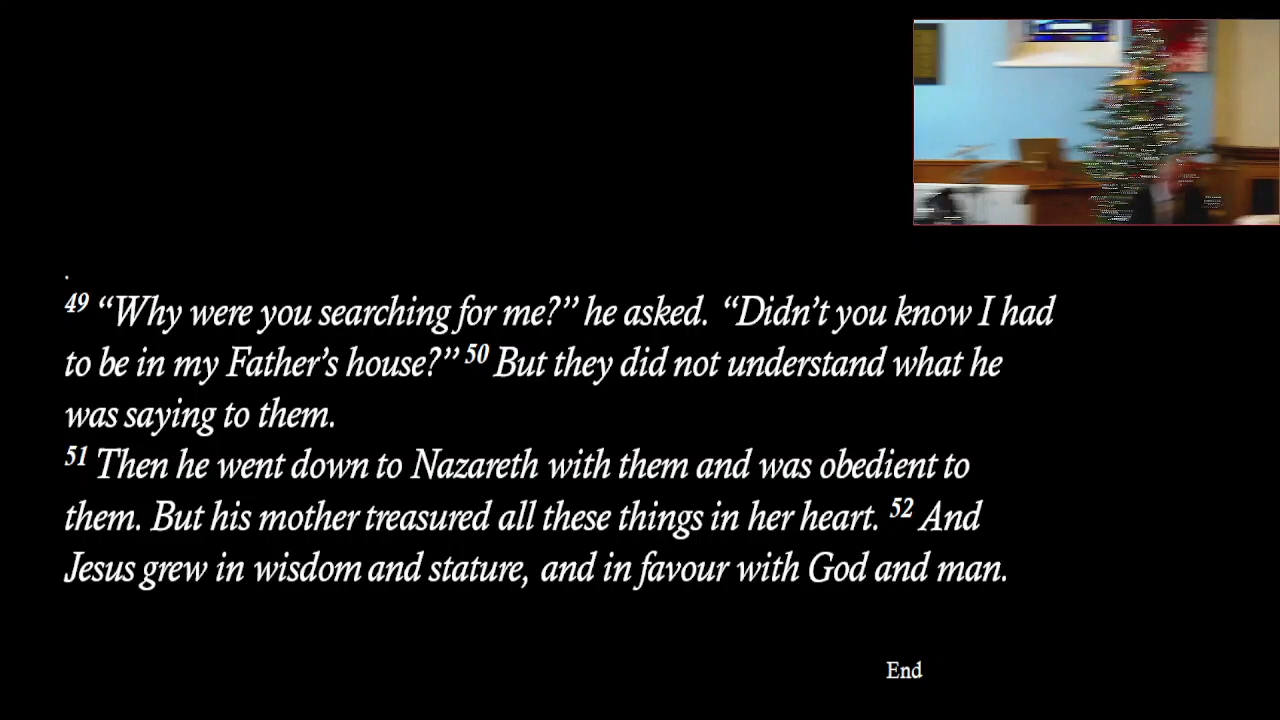 .
49 “Why were you searching for me?” he asked. “Didn’t you know I had
to be in my Father’s house?” 50 But they did not understand what he
was saying to them.
51 Then he went down to Nazareth with them and was obedient to
them. But his mother treasured all these things in her heart. 52 And
Jesus grew in wisdom and stature, and in favour with God and man.
End